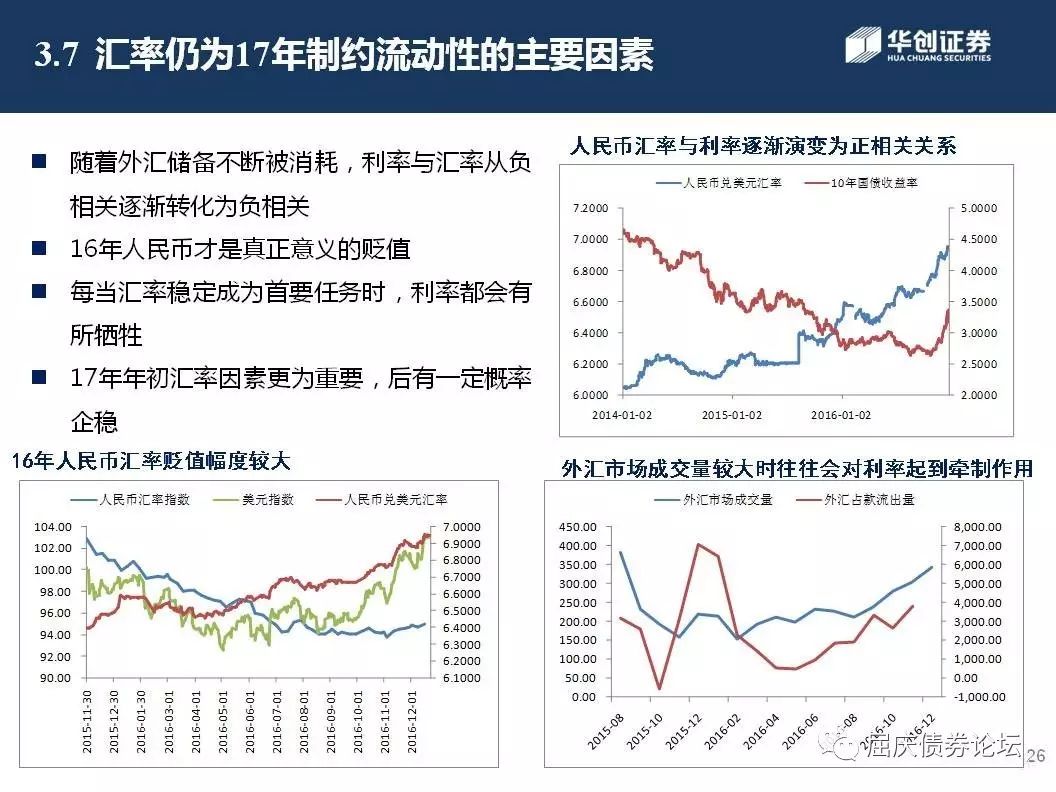 3.7 汇率仍为17年制约流动性的主要因素
华创证券
HUA CHUANG SECURITIES
随着外汇储备不断被消耗，利率与汇率从负
相关逐渐转化为负相关
16年人民币才是真正意义的贬值
每当汇率稳定成为首要任务时，利率都会有
所牺牲
17年年初汇率因素更为重要，后有一定概率
企稳
人民币汇率与利率逐渐演变为正相关关系
人民币兑美元汇率 10年国债收益率
7.2000 5.0000
7.0000 4.5000
6.8000 4.0000
6.6000 3.5000
6.4000 3.0000
6.2000 2.5000
6.0000 2.0000
2014-01-02 2015-01-02 2016-01-02
16年人民币汇率贬值幅度较大
人民币汇率指数 美元指数 人民币兑美元汇率
104.00 7.0000
102.00 6.9000
100.00 6.8000
98.00 6.7000
96.00 6.6000
94.00 6.5000
92.00 6.4000
90.00 6.3000
6.2000
6.1000
2015-11-30 2015-12-30 2016-01-30 2016-03-01 2016-04-01 2016-05-01 2016-06-01 2016-07-01 2016-08-01 2016-09-01 2016-10-01 2016-11-01 2016-12-01
外汇市场成交量较大时往往会对利率起到牵制作用
外汇市场成交量 外汇占款流出量
450.00 8,000.00
400.00 7,000.00
350.00 6,000.00
300.00 5,000.00
250.00 4,000.00
200.00 3,000.00
150.00 2,000.00
100.00 1,000.00
50.00 0.00
0.00 -1,000.00
2015-08 2015-10 2015-12 2016-02 2016-04 2016-06 2016-08 2016-10 2016-12
屈庆债券论坛
26